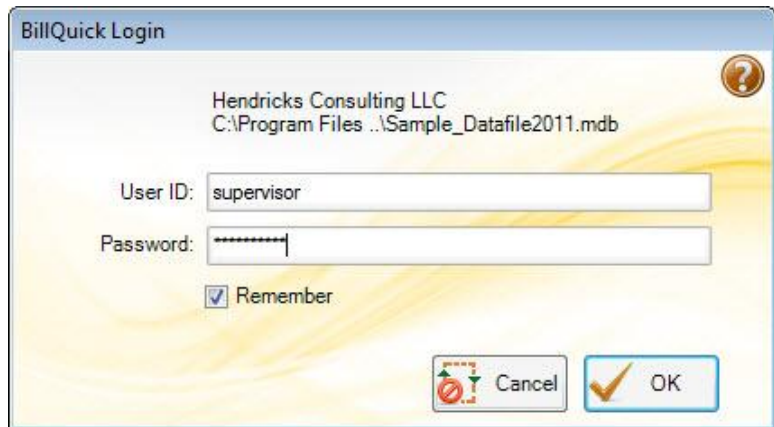 BillQuick Login
?
Hendricks Consulting LLC
C:\Program Files ..\Sample_Datafile2011.mdb
User ID: supervisor
Password: **********
Remember
Cancel OK